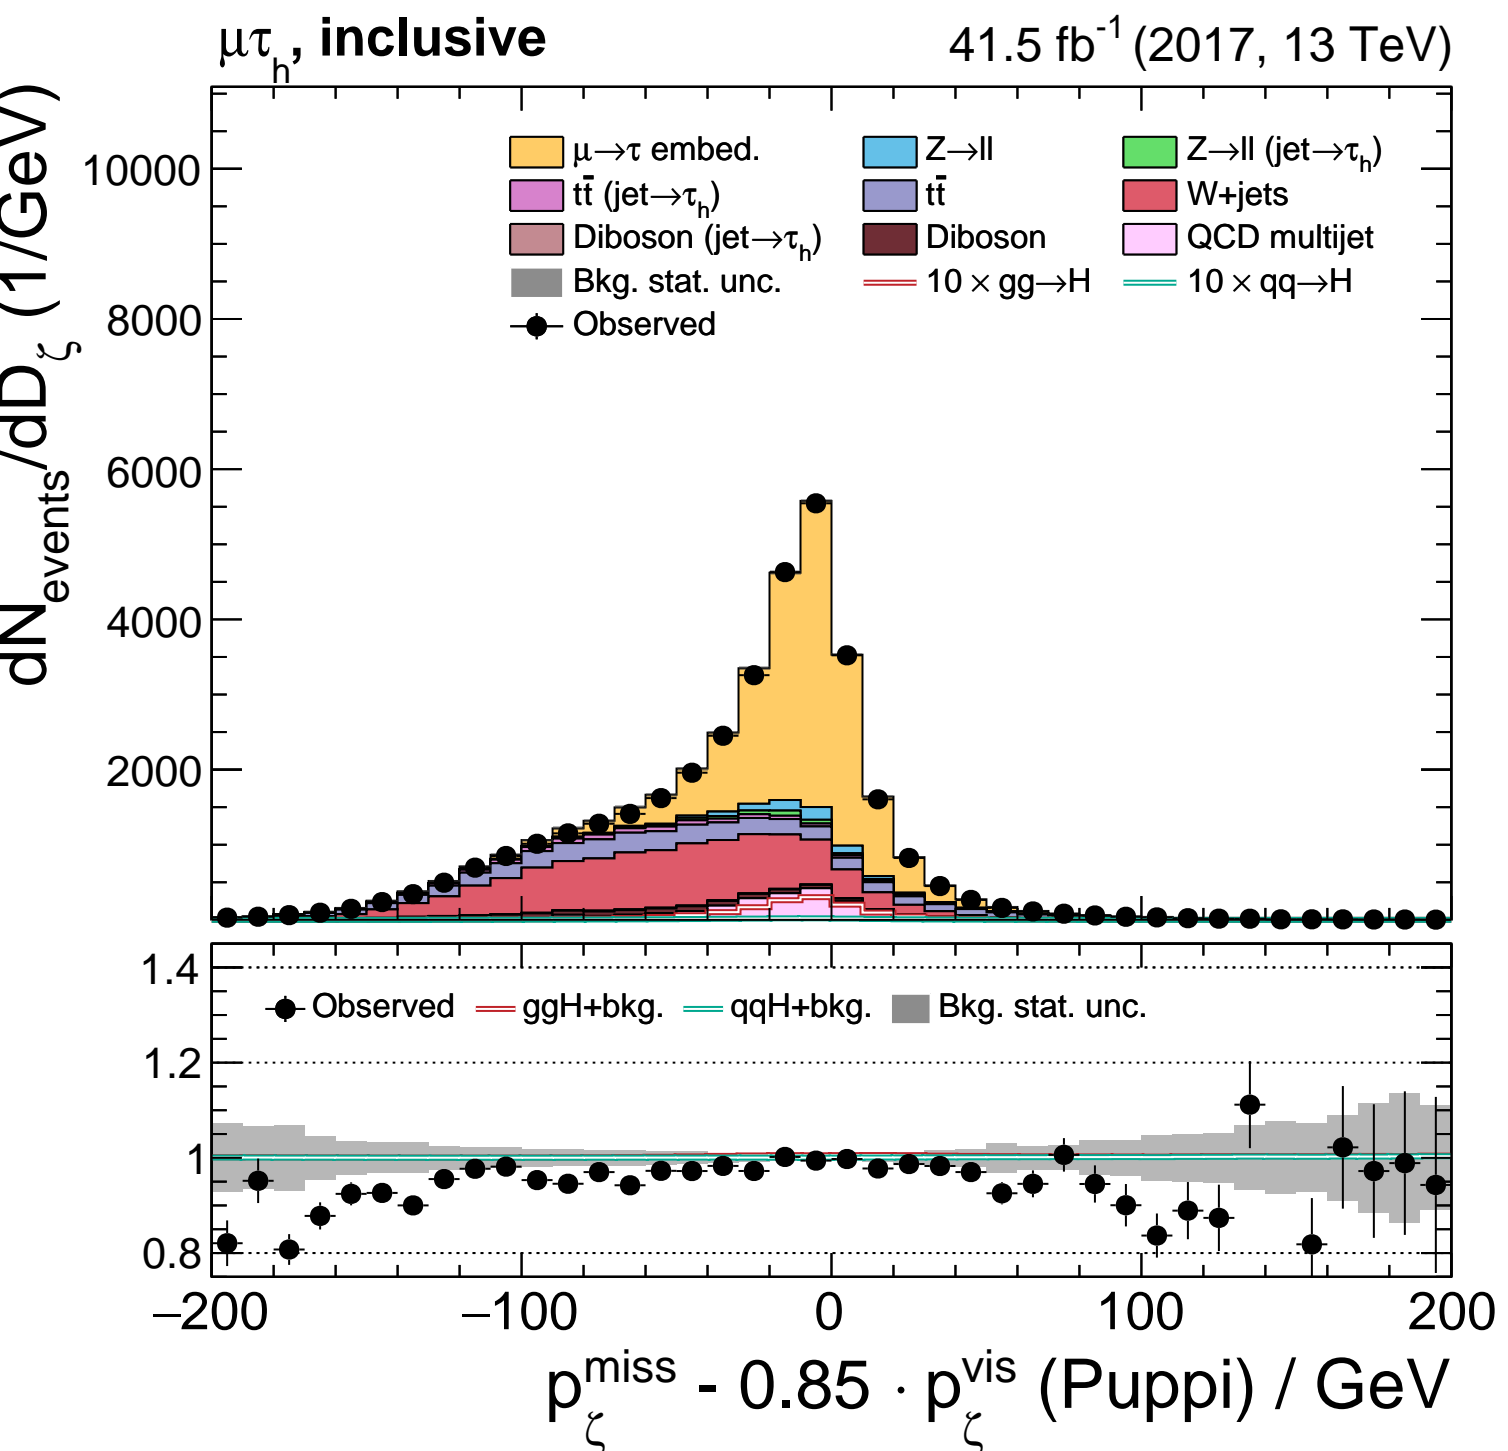 μτh, inclusive
41.5 fb-1 (2017, 13 TeV)
dNevents/dDζ (1/GeV)
10000
8000
6000
4000
2000
μ→τ embed. Z→ll Z→ll (jet→τh)
tt̄ (jet→τh) tt̄ W+jets
Diboson (jet→τh) Diboson QCD multijet
Bkg. stat. unc. 10 × gg→H 10 × qq→H
Observed
1.4
1.2
1
0.8
Observed ggH+bkg. qqH+bkg. Bkg. stat. unc.
−200 −100 0 100 200
pζmiss - 0.85 · pζvis (Puppi) / GeV